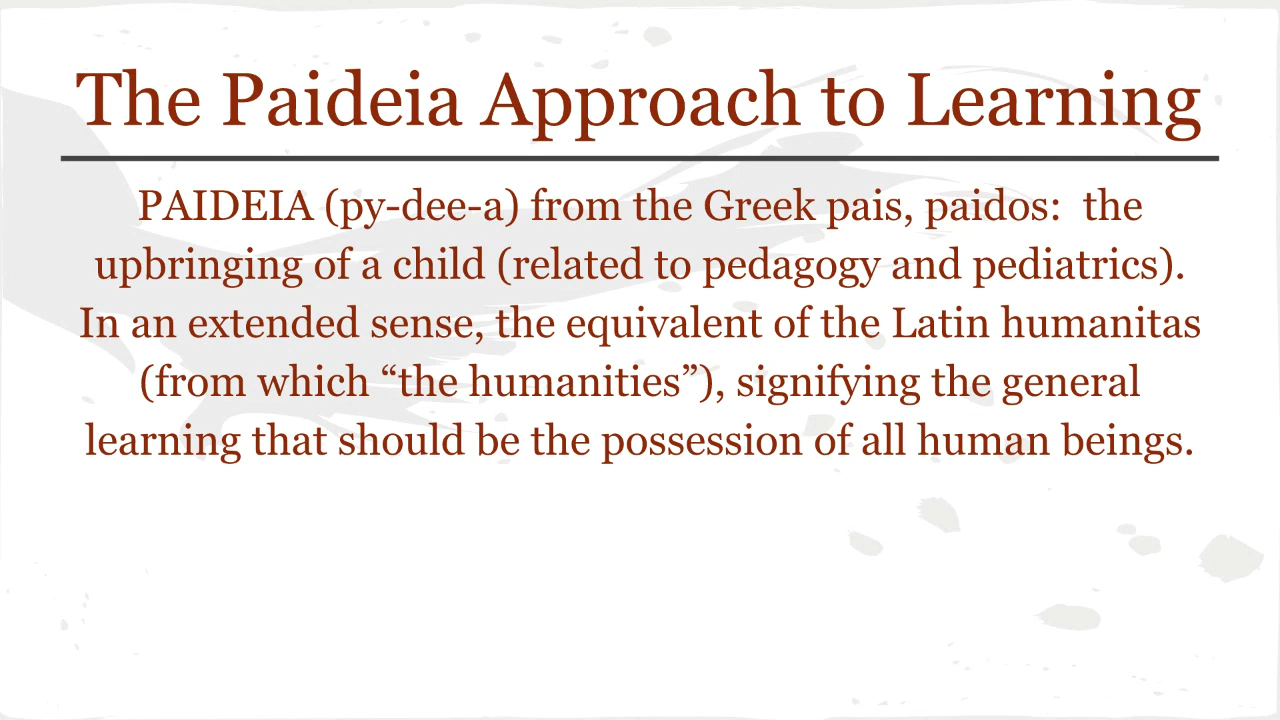 The Paideia Approach to Learning
PAIDEIA (py-dee-a) from the Greek pais, paidos:  the
upbringing of a child (related to pedagogy and pediatrics).
In an extended sense, the equivalent of the Latin humanitas
(from which “the humanities”), signifying the general
learning that should be the possession of all human beings.